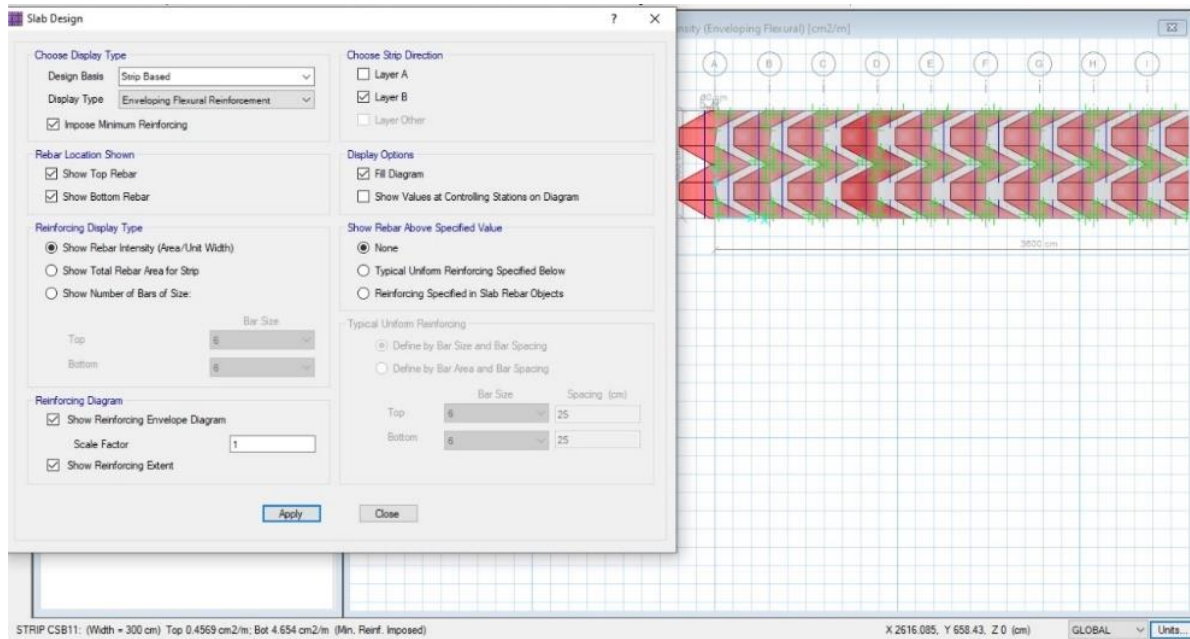 Slab Design
? X
nsity (Enveloping Flexural) [cm2/m]
Choose Display Type
Design Basis Strip Based
Display Type Enveloping Flexural Reinforcement
Impose Minimum Reinforcing
Choose Strip Direction
Layer A
Layer B
Layer Other
Rebar Location Shown
Show Top Rebar
Show Bottom Rebar
Display Options
Fill Diagram
Show Values at Controlling Stations on Diagram
Reinforcing Display Type
Show Rebar Intensity (Area/Unit Width)
Show Total Rebar Area for Strip
Show Number of Bars of Size:
Bar Size
Top 6
Bottom 6
Show Rebar Above Specified Value
None
Typical Uniform Reinforcing Specified Below
Reinforcing Specified in Slab Rebar Objects
Typical Uniform Reinforcing
Define by Bar Size and Bar Spacing
Define by Bar Area and Bar Spacing
Bar Size Spacing (cm)
Top 6 25
Bottom 6 25
Reinforcing Diagram
Show Reinforcing Envelope Diagram
Scale Factor 1
Show Reinforcing Extent
Apply Close
A B C D E F G H I
3600 cm
STRIP CSB11: (Width = 300 cm) Top 0.4569 cm2/m; Bot 4.654 cm2/m (Min. Reinf. Imposed)
X 2616.085, Y 658.43, Z 0 (cm) GLOBAL Units...